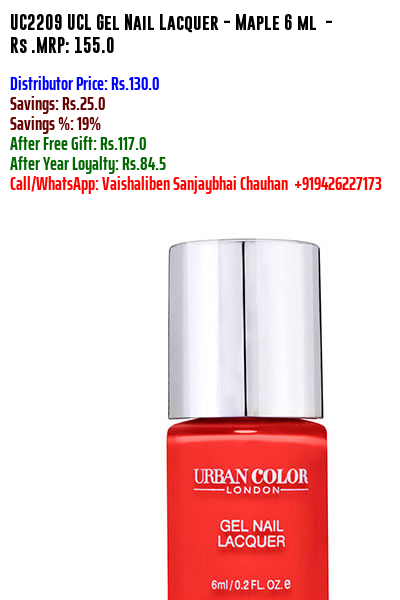 UC2209 UCL Gel Nail Lacquer - Maple 6 ml -
Rs .MRP: 155.0
Distributor Price: Rs.130.0
Savings: Rs.25.0
Savings %: 19%
After Free Gift: Rs.117.0
After Year Loyalty: Rs.84.5
Call/WhatsApp: Vaishaliben Sanjaybhai Chauhan +919426227173
URBAN COLOR
LONDON
GEL NAIL
LACQUER
6ml/0.2 FL. OZ.e